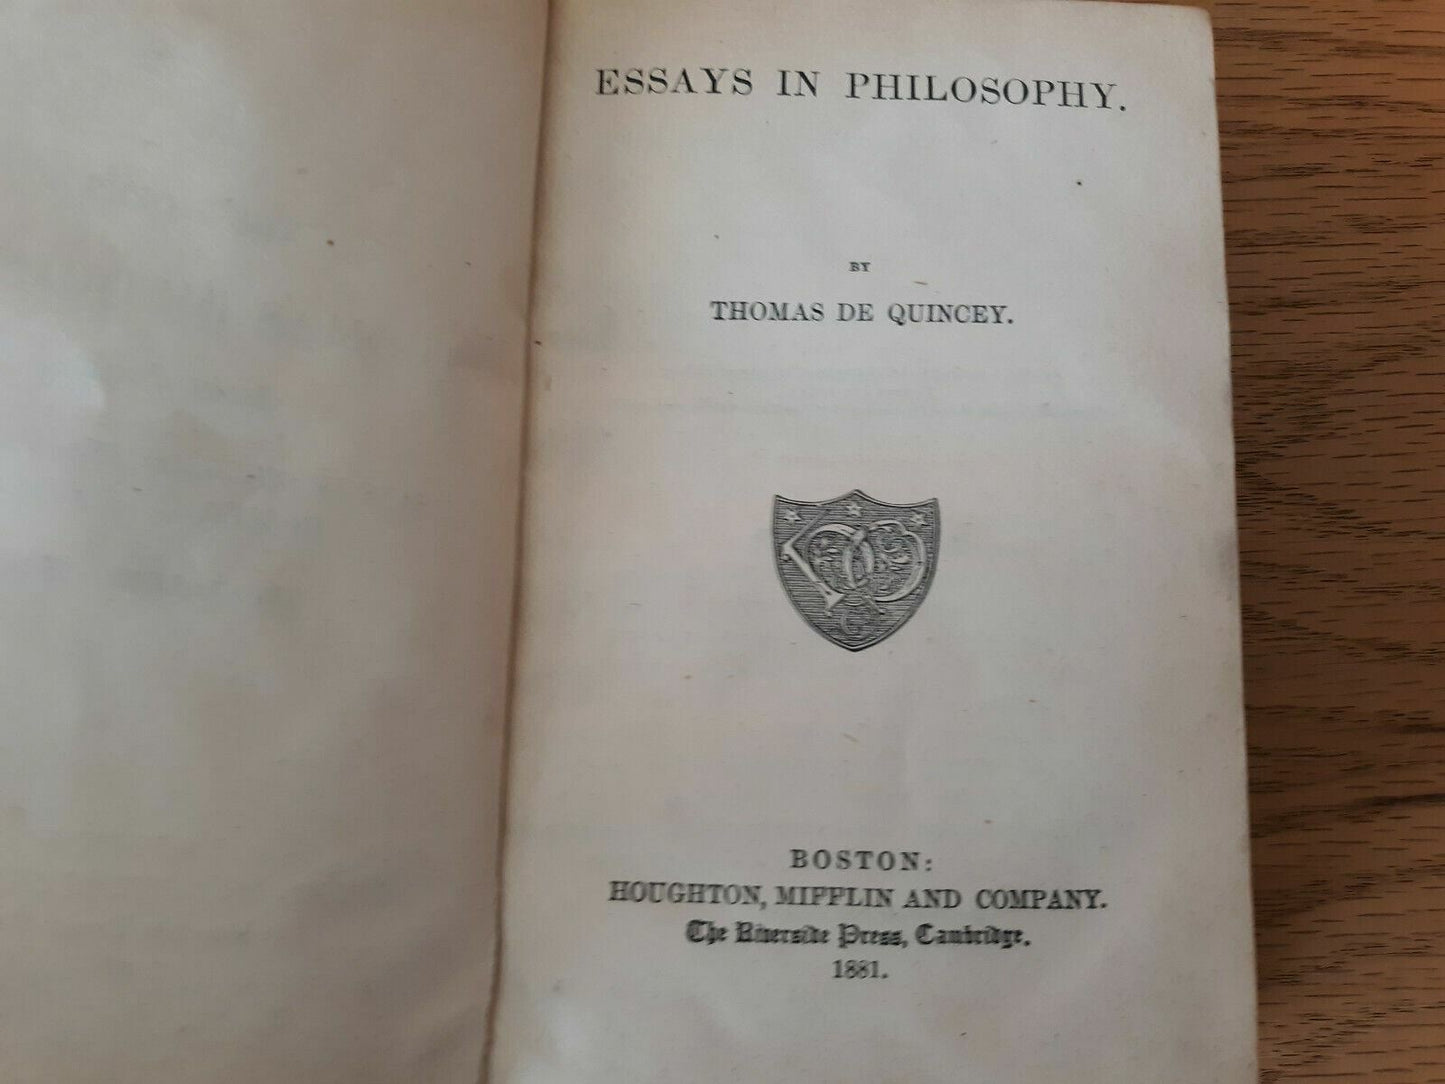 ESSAYS IN PHILOSOPHY.
BY
THOMAS DE QUINCEY.
BOSTON:
HOUGHTON, MIFFLIN AND COMPANY.
The Riverside Press, Cambridge.
1881.